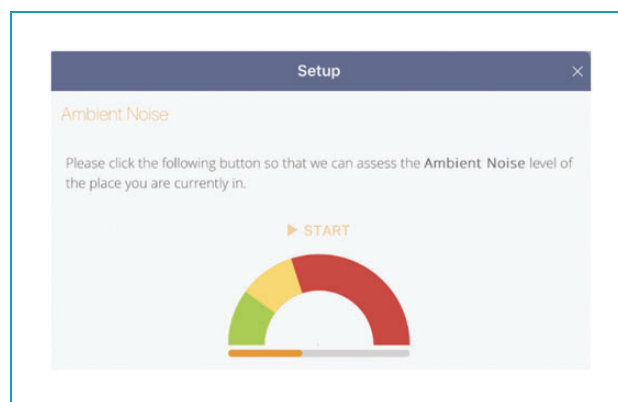 Setup
Ambient Noise
Please click the following button so that we can assess the Ambient Noise level of
the place you are currently in.
START